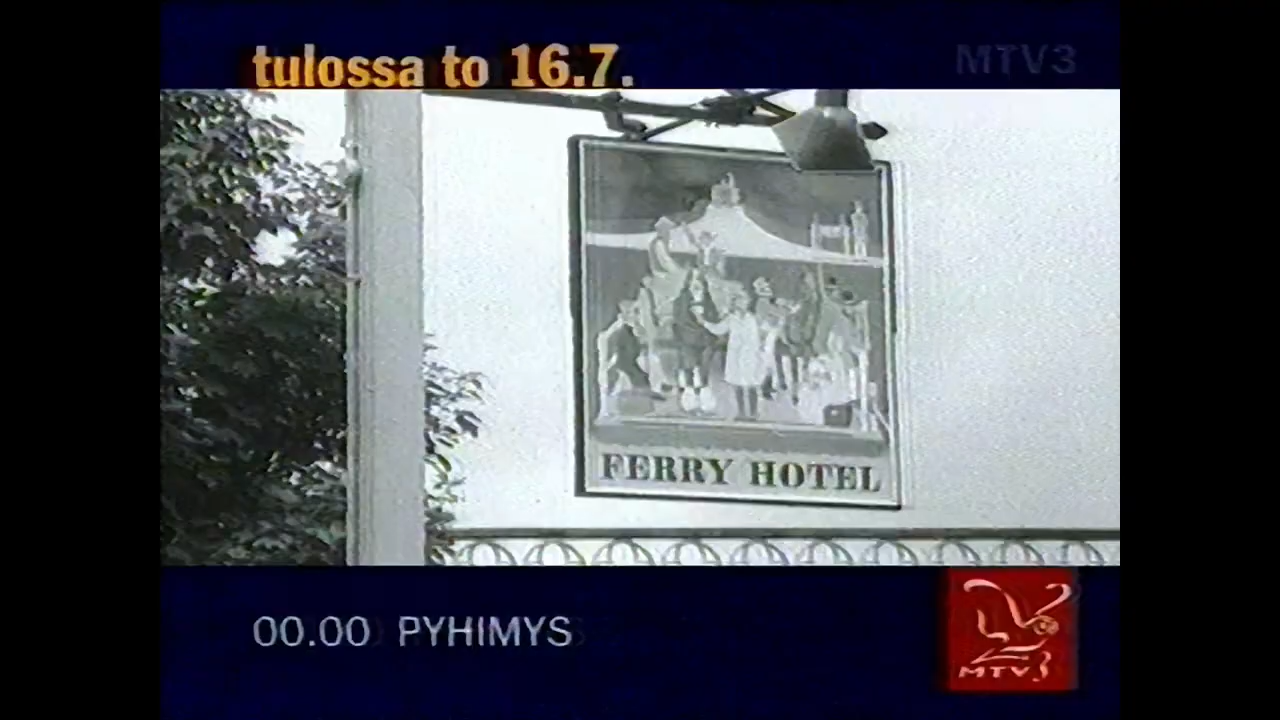 tulossa to 16.7.
MTV3
FERRY HOTEL
00.00 PYHIMYS
MTV3